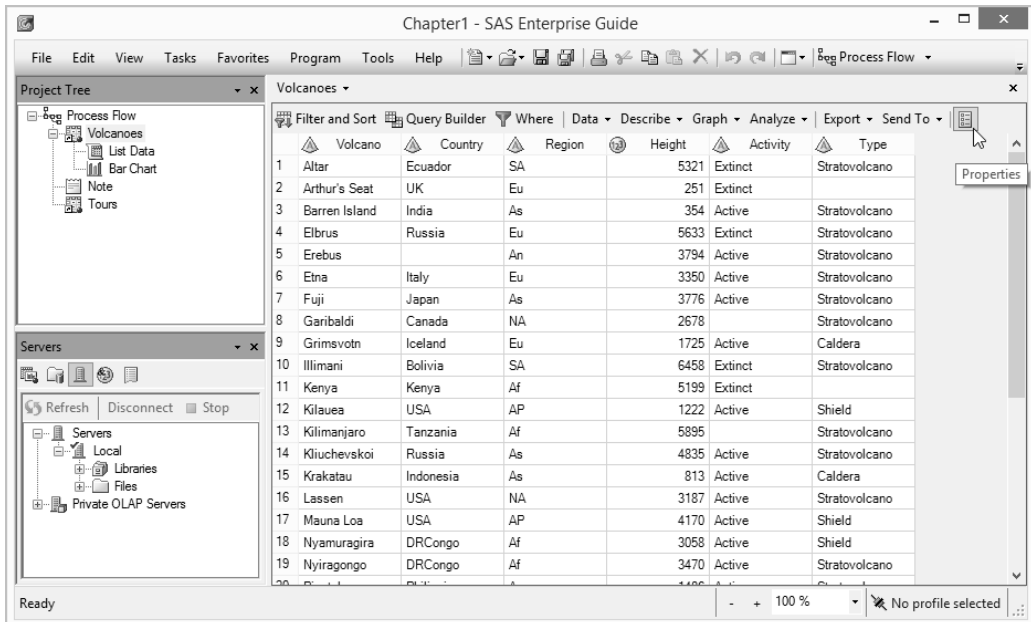 Chapter1 - SAS Enterprise Guide
File Edit View Tasks Favorites Program Tools Help Process Flow
Project Tree
Process Flow
Volcanoes
List Data
Bar Chart
Note
Tours
Servers
Refresh Disconnect Stop
Servers
Local
Libraries
Files
Private OLAP Servers
Volcanoes
Filter and Sort Query Builder Where Data Describe Graph Analyze Export Send To
Properties
Volcano Country Region Height Activity Type
1 Altar Ecuador SA 5321 Extinct Stratovolcano
2 Arthur's Seat UK Eu 251 Extinct
3 Barren Island India As 354 Active Stratovolcano
4 Elbrus Russia Eu 5633 Extinct Stratovolcano
5 Erebus An 3794 Active Stratovolcano
6 Etna Italy Eu 3350 Active Stratovolcano
7 Fuji Japan As 3776 Active Stratovolcano
8 Garibaldi Canada NA 2678 Stratovolcano
9 Grimsvotn Iceland Eu 1725 Active Caldera
10 Illimani Bolivia SA 6458 Extinct Stratovolcano
11 Kenya Kenya Af 5199 Extinct
12 Kilauea USA AP 1222 Active Shield
13 Kilimanjaro Tanzania Af 5895 Stratovolcano
14 Kliuchevskoi Russia As 4835 Active Stratovolcano
15 Krakatau Indonesia As 813 Active Caldera
16 Lassen USA NA 3187 Active Stratovolcano
17 Mauna Loa USA AP 4170 Active Shield
18 Nyamuragira DRCongo Af 3058 Active Shield
19 Nyiragongo DRCongo Af 3470 Active Stratovolcano
Ready - + 100 % No profile selected